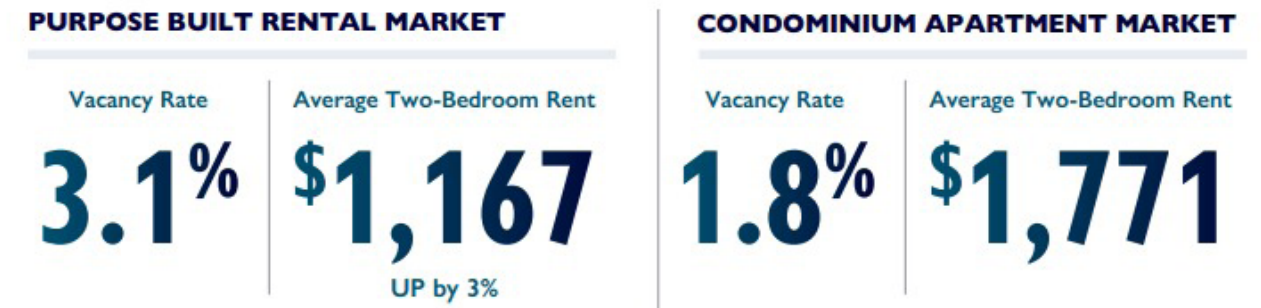 PURPOSE BUILT RENTAL MARKET
Vacancy Rate
3.1%
Average Two-Bedroom Rent
$1,167
UP by 3%
CONDOMINIUM APARTMENT MARKET
Vacancy Rate
1.8%
Average Two-Bedroom Rent
$1,771